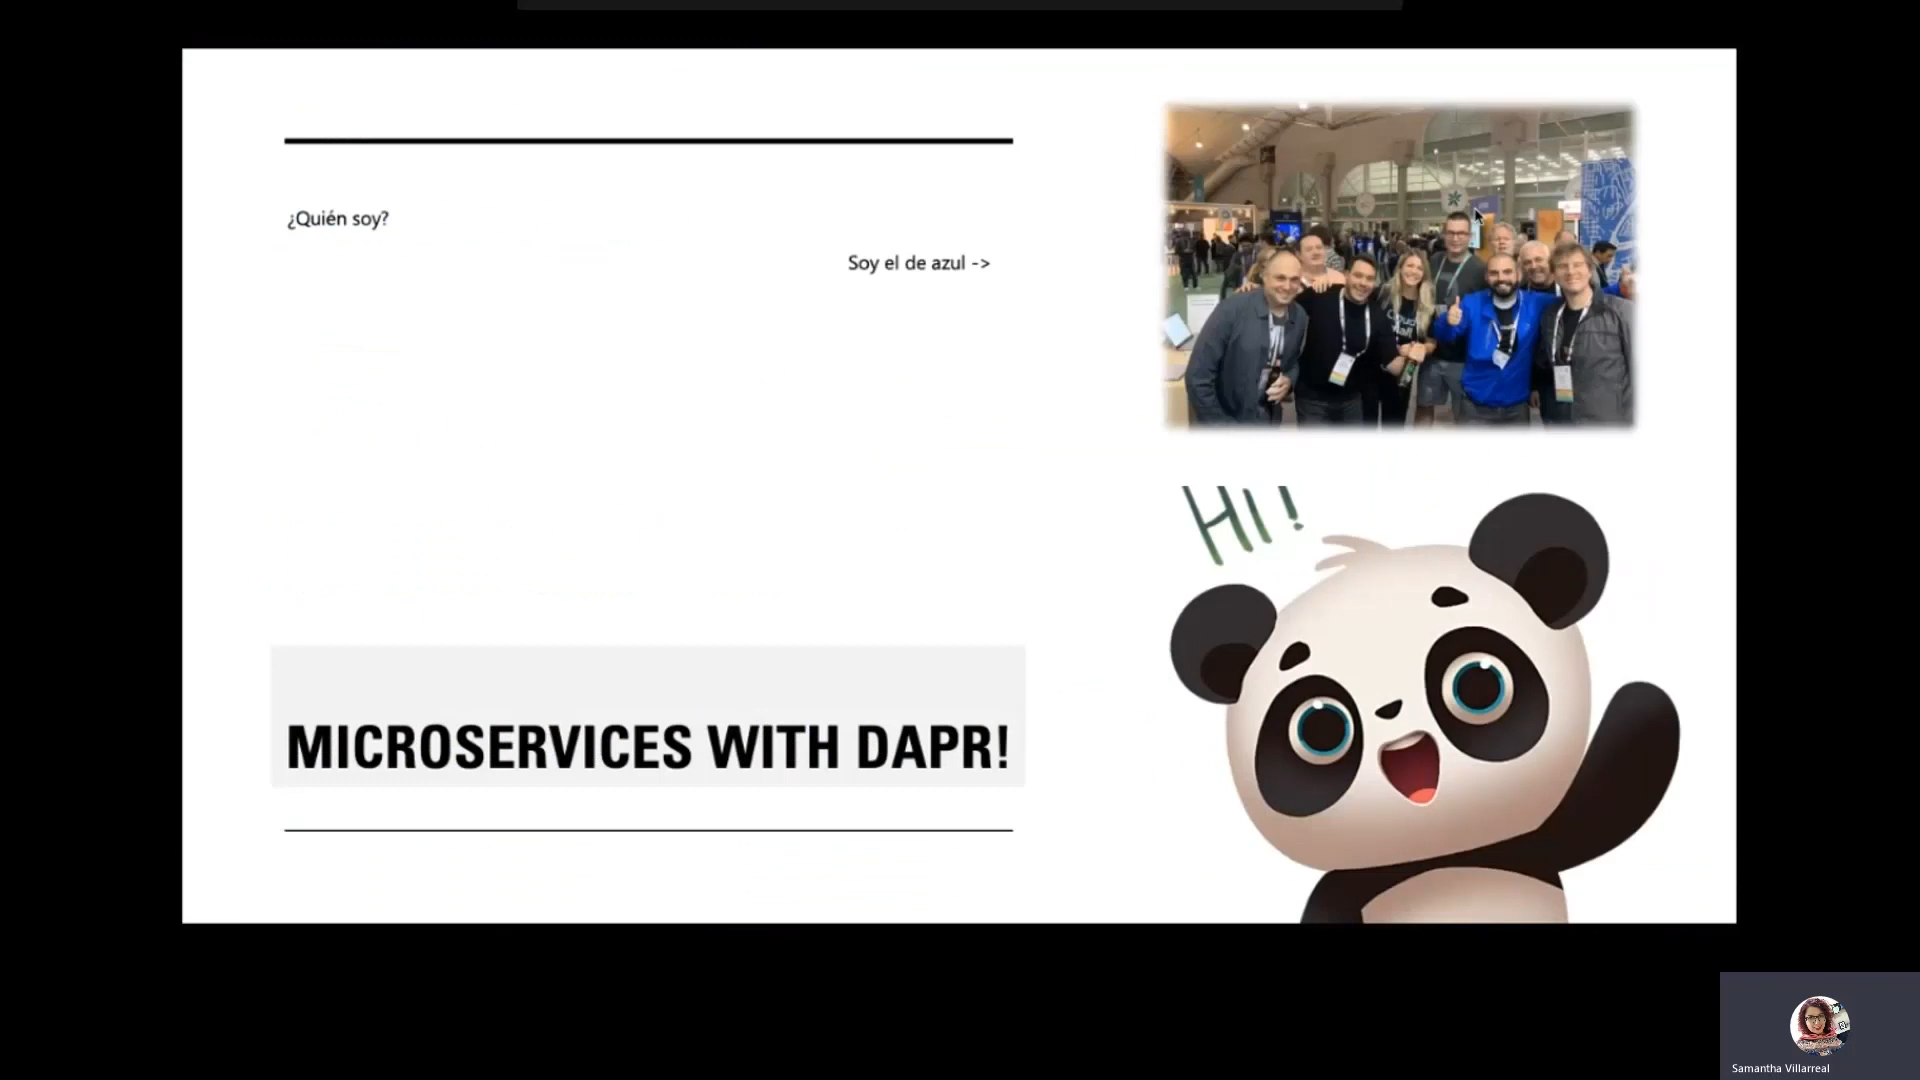 ¿Quién soy?
Soy el de azul ->
HI!
MICROSERVICES WITH DAPR!
Samantha Villarreal